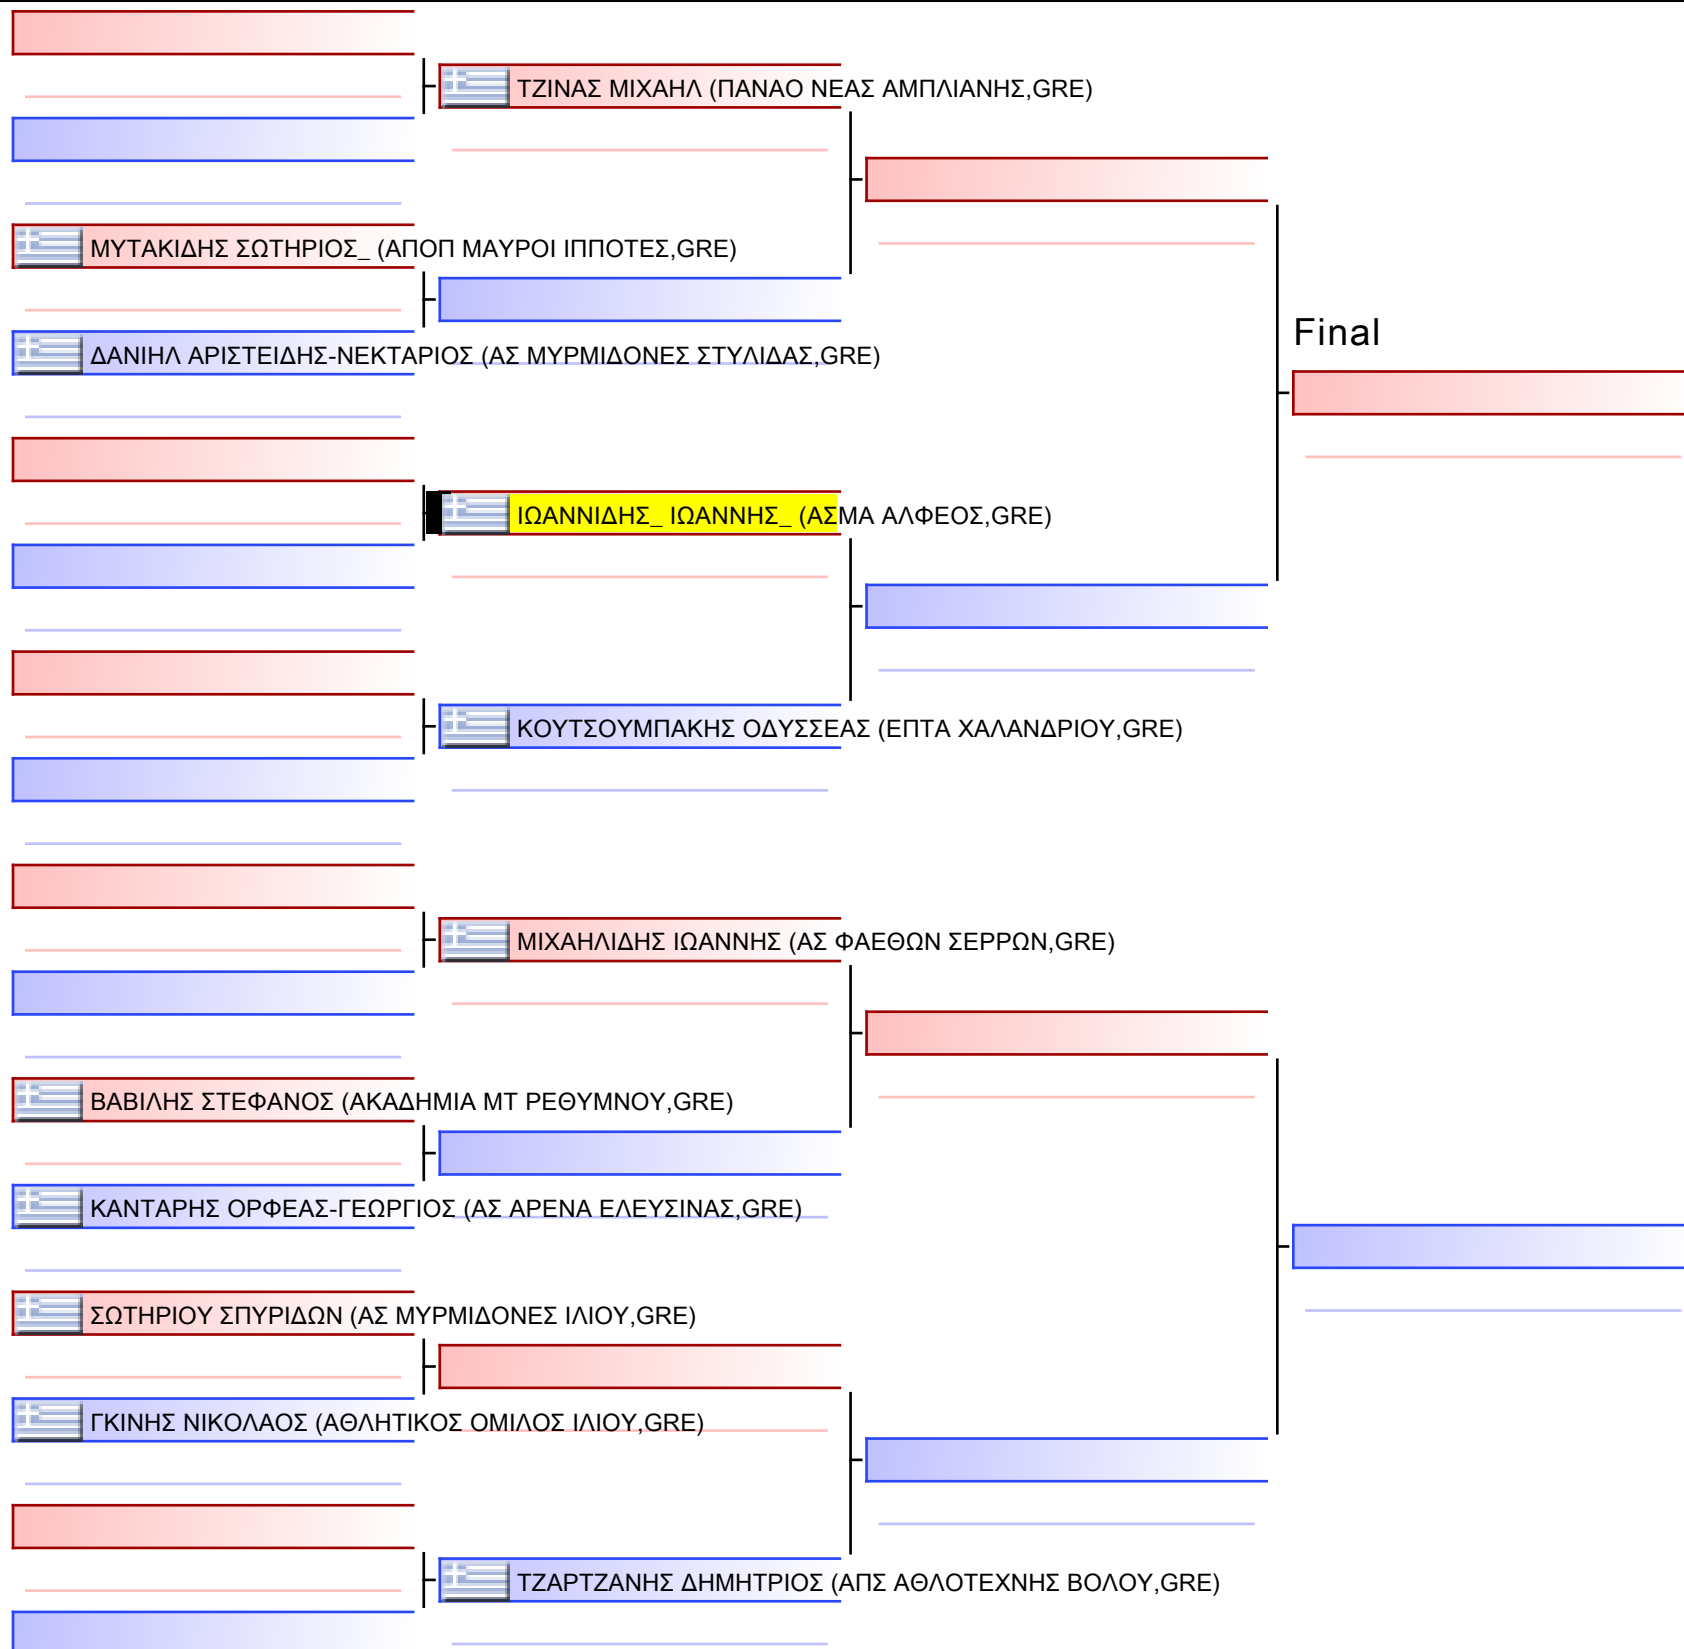 ΤΖΙΝΑΣ ΜΙΧΑΗΛ (ΠΑΝΑΟ ΝΕΑΣ ΑΜΠΛΙΑΝΗΣ,GRE)
ΜΥΤΑΚΙΔΗΣ ΣΩΤΗΡΙΟΣ_ (ΑΠΟΠ ΜΑΥΡΟΙ ΙΠΠΟΤΕΣ,GRE)
Final
ΔΑΝΙΗΛ ΑΡΙΣΤΕΙΔΗΣ-ΝΕΚΤΑΡΙΟΣ (ΑΣ ΜΥΡΜΙΔΟΝΕΣ ΣΤΥΛΙΔΑΣ,GRE)
ΙΩΑΝΝΙΔΗΣ_ ΙΩΑΝΝΗΣ_ (ΑΣΜΑ ΑΛΦΕΟΣ,GRE)
ΚΟΥΤΣΟΥΜΠΑΚΗΣ ΟΔΥΣΣΕΑΣ (ΕΠΤΑ ΧΑΛΑΝΔΡΙΟΥ,GRE)
ΜΙΧΑΗΛΙΔΗΣ ΙΩΑΝΝΗΣ (ΑΣ ΦΑΕΘΩΝ ΣΕΡΡΩΝ,GRE)
ΒΑΒΙΛΗΣ ΣΤΕΦΑΝΟΣ (ΑΚΑΔΗΜΙΑ ΜΤ ΡΕΘΥΜΝΟΥ,GRE)
ΚΑΝΤΑΡΗΣ ΟΡΦΕΑΣ-ΓΕΩΡΓΙΟΣ (ΑΣ ΑΡΕΝΑ ΕΛΕΥΣΙΝΑΣ,GRE)
ΣΩΤΗΡΙΟΥ ΣΠΥΡΙΔΩΝ (ΑΣ ΜΥΡΜΙΔΟΝΕΣ ΙΛΙΟΥ,GRE)
ΓΚΙΝΗΣ ΝΙΚΟΛΑΟΣ (ΑΘΛΗΤΙΚΟΣ ΟΜΙΛΟΣ ΙΛΙΟΥ,GRE)
ΤΖΑΡΤΖΑΝΗΣ ΔΗΜΗΤΡΙΟΣ (ΑΠΣ ΑΘΛΟΤΕΧΝΗΣ ΒΟΛΟΥ,GRE)